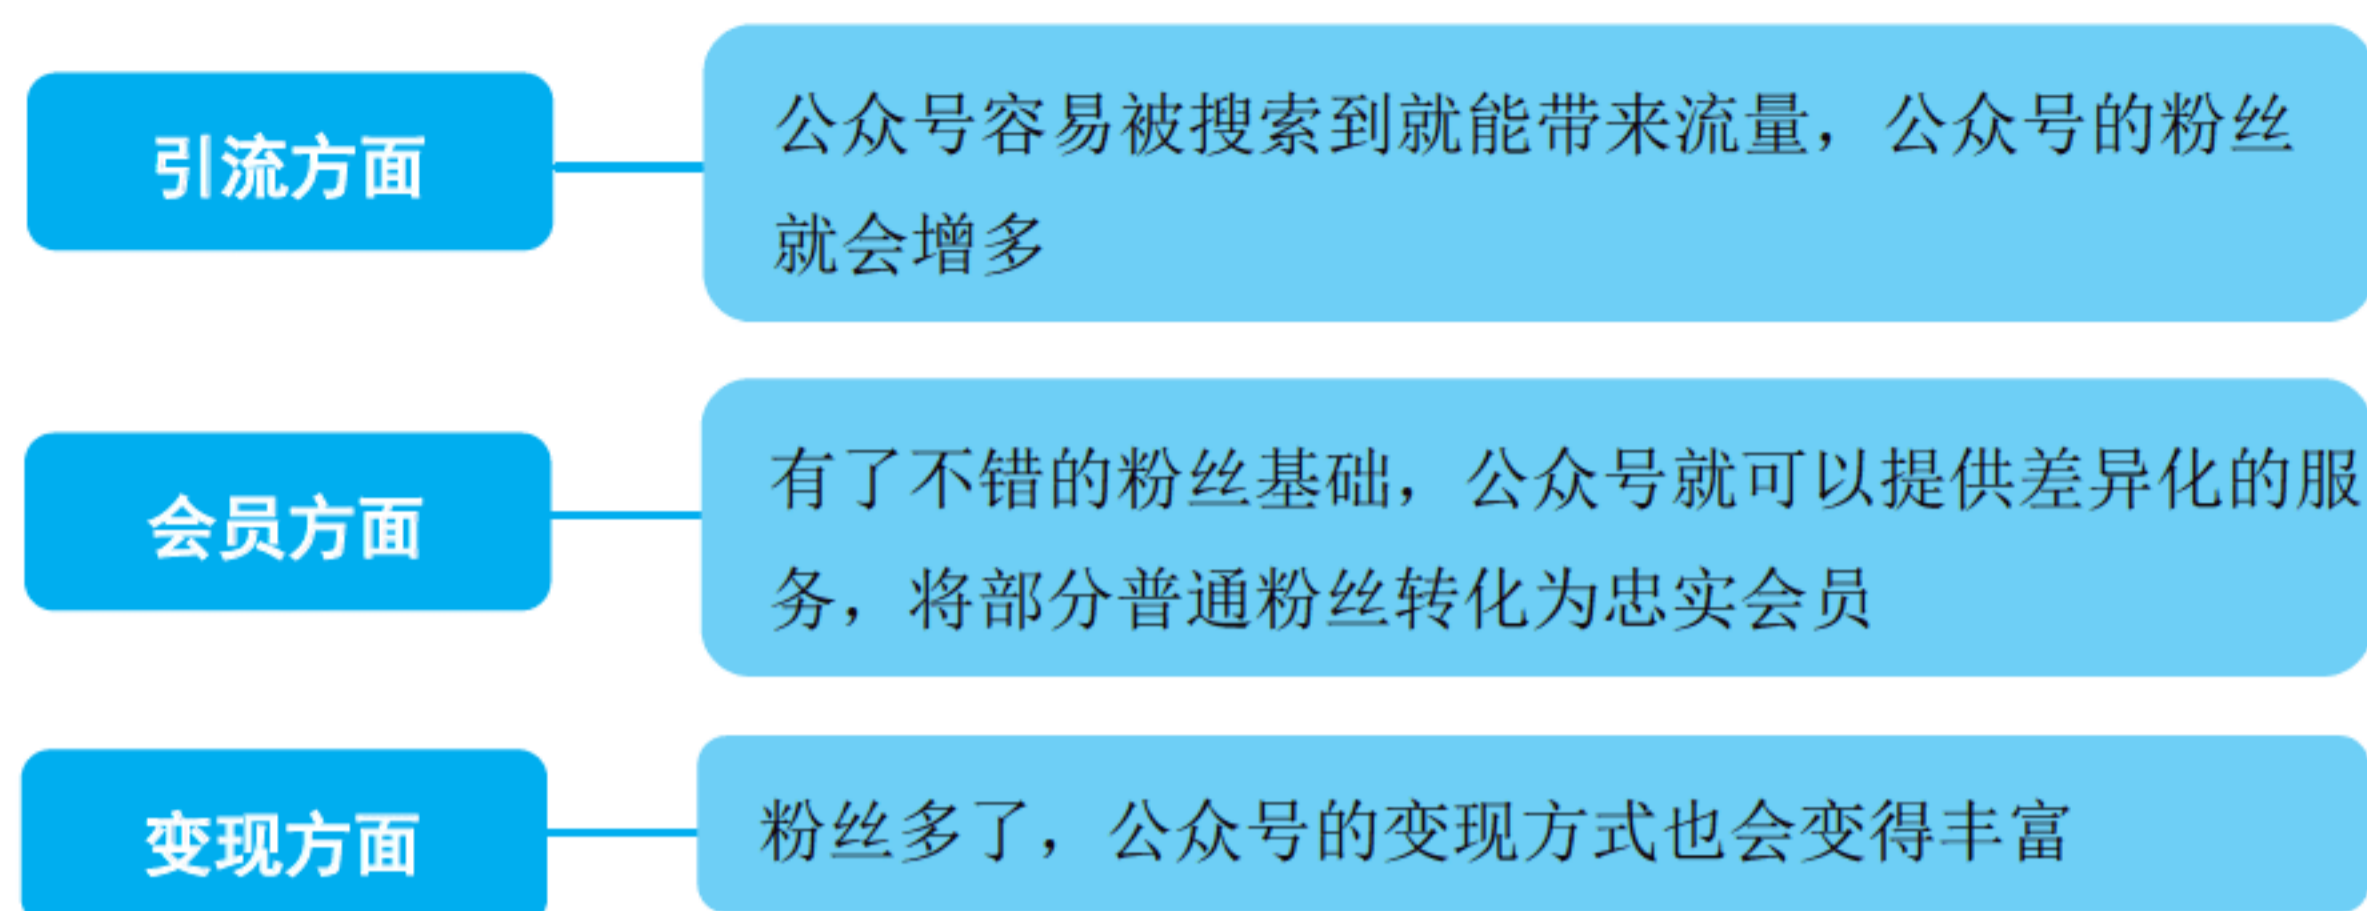 引流方面
公众号容易被搜索到就能带来流量，公众号的粉丝
就会增多
会员方面
有了不错的粉丝基础，公众号就可以提供差异化的服
务，将部分普通粉丝转化为忠实会员
变现方面
粉丝多了，公众号的变现方式也会变得丰富